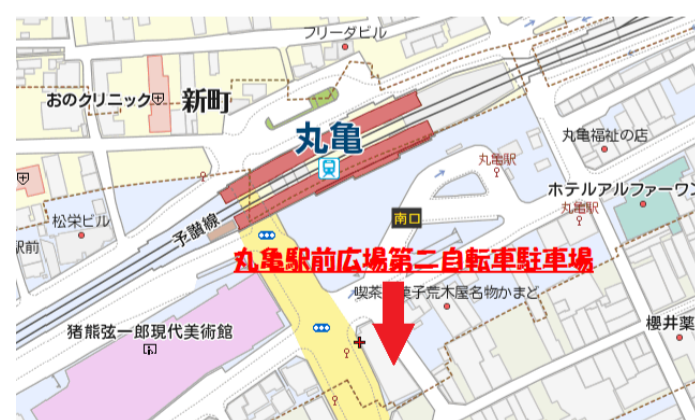 フリーダビル
おのクリニック
新町
丸亀
丸亀福祉の店
丸亀駅
ホテルアルファーワン
丸亀駅
南口
松栄ビル
駅前
予讃線
丸亀駅前広場第二自転車駐車場
喫茶 菓子荒木屋名物かまど
櫻井薬
猪熊弦一郎現代美術館